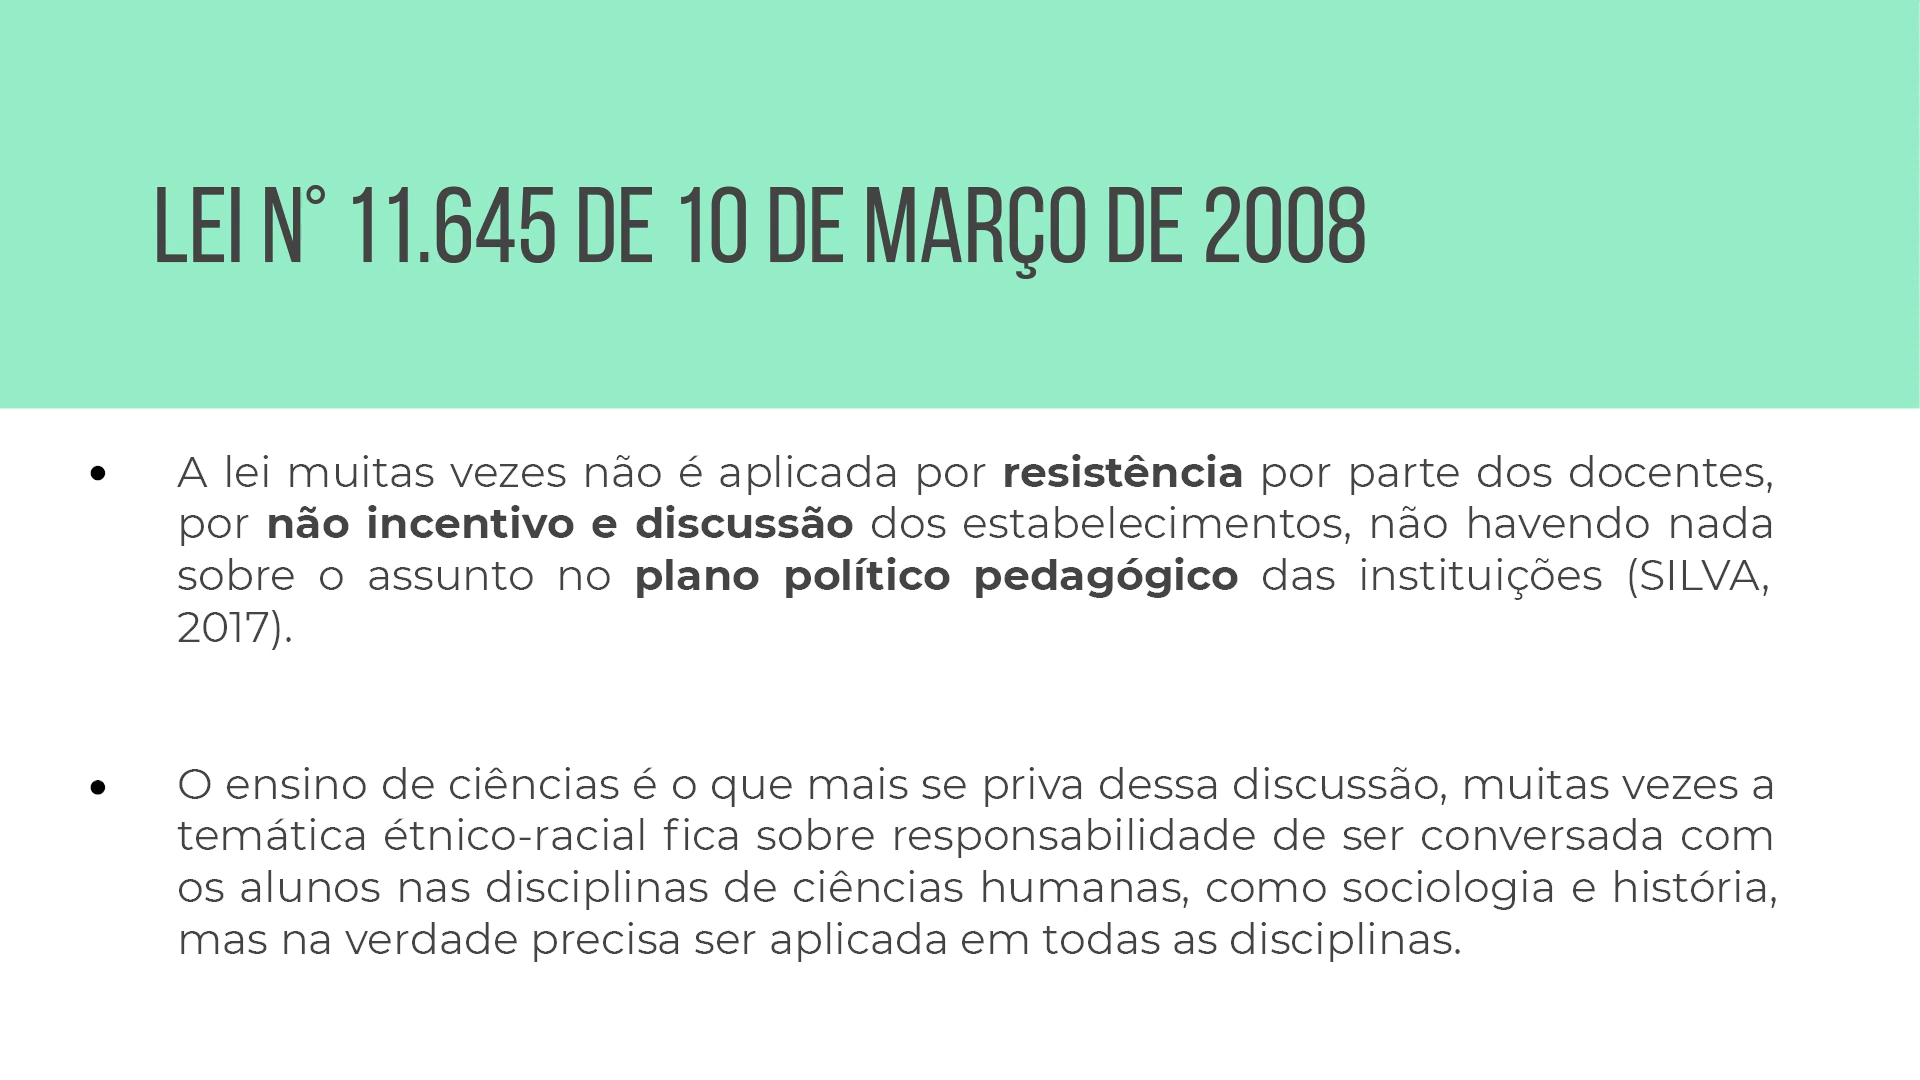 LEI N° 11.645 DE 10 DE MARÇO DE 2008
• A lei muitas vezes não é aplicada por resistência por parte dos docentes,
por não incentivo e discussão dos estabelecimentos, não havendo nada
sobre o assunto no plano político pedagógico das instituições (SILVA,
2017).
• O ensino de ciências é o que mais se priva dessa discussão, muitas vezes a
temática étnico-racial fica sobre responsabilidade de ser conversada com
os alunos nas disciplinas de ciências humanas, como sociologia e história,
mas na verdade precisa ser aplicada em todas as disciplinas.